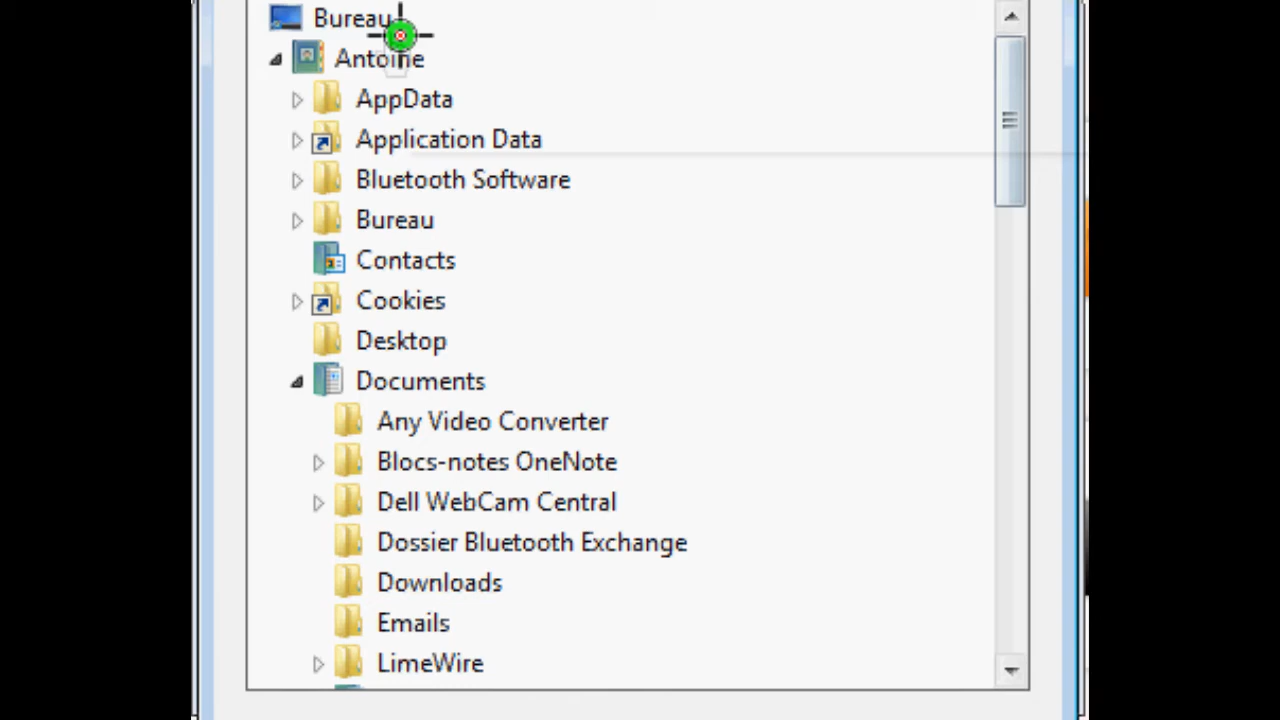 Bureau
Antoine
AppData
Application Data
Bluetooth Software
Bureau
Contacts
Cookies
Desktop
Documents
Any Video Converter
Blocs-notes OneNote
Dell WebCam Central
Dossier Bluetooth Exchange
Downloads
Emails
LimeWire